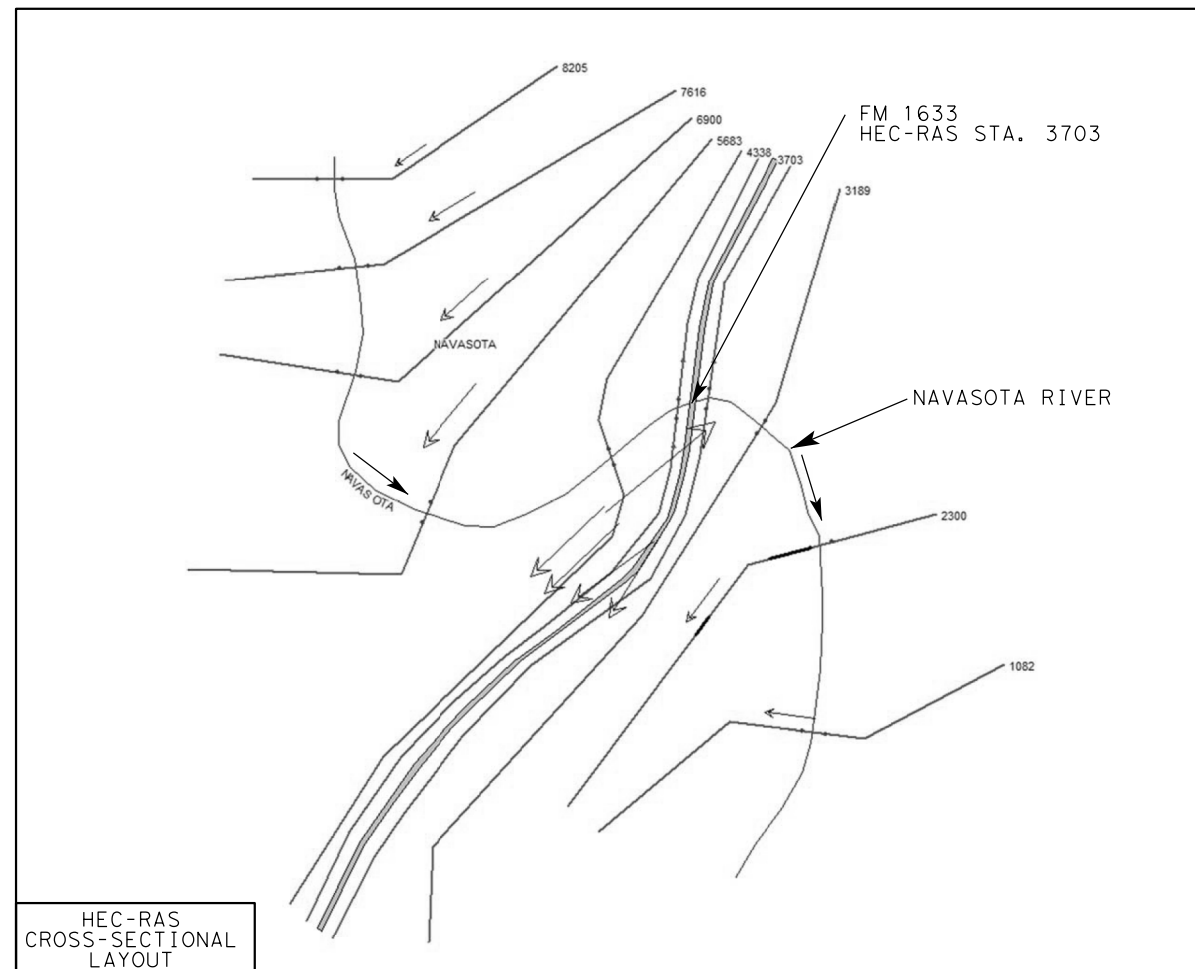 8205
7616
6900
5683
4338
3703
3189
FM 1633
HEC-RAS STA. 3703
NAVASOTA
NAVASOTA RIVER
NAVASOTA
2300
1082
HEC-RAS
CROSS-SECTIONAL
LAYOUT